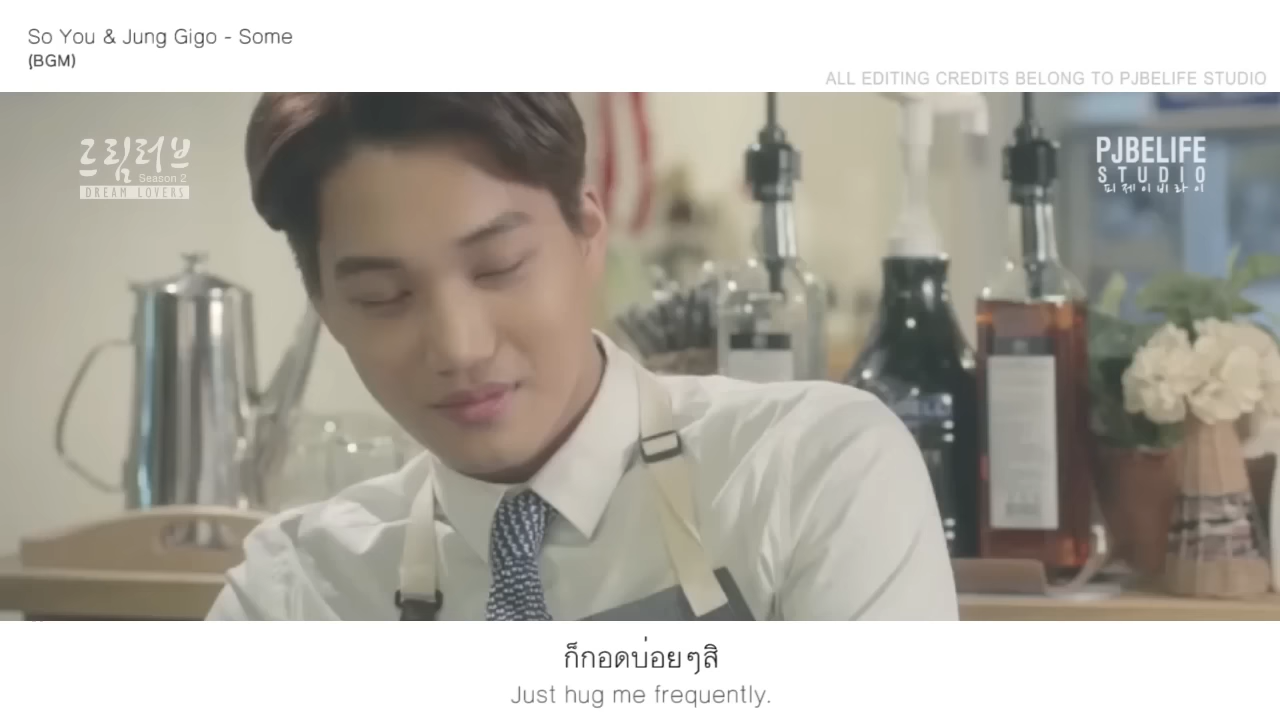 So You & Jung Gigo - Some
(BGM)
ALL EDITING CREDITS BELONG TO PJBELIFE STUDIO
드림러브
Season 2
DREAM LOVERS
PJBELIFE
STUDIO
피제이비라이
ก็กอดบ่อยๆสิ
Just hug me frequently.